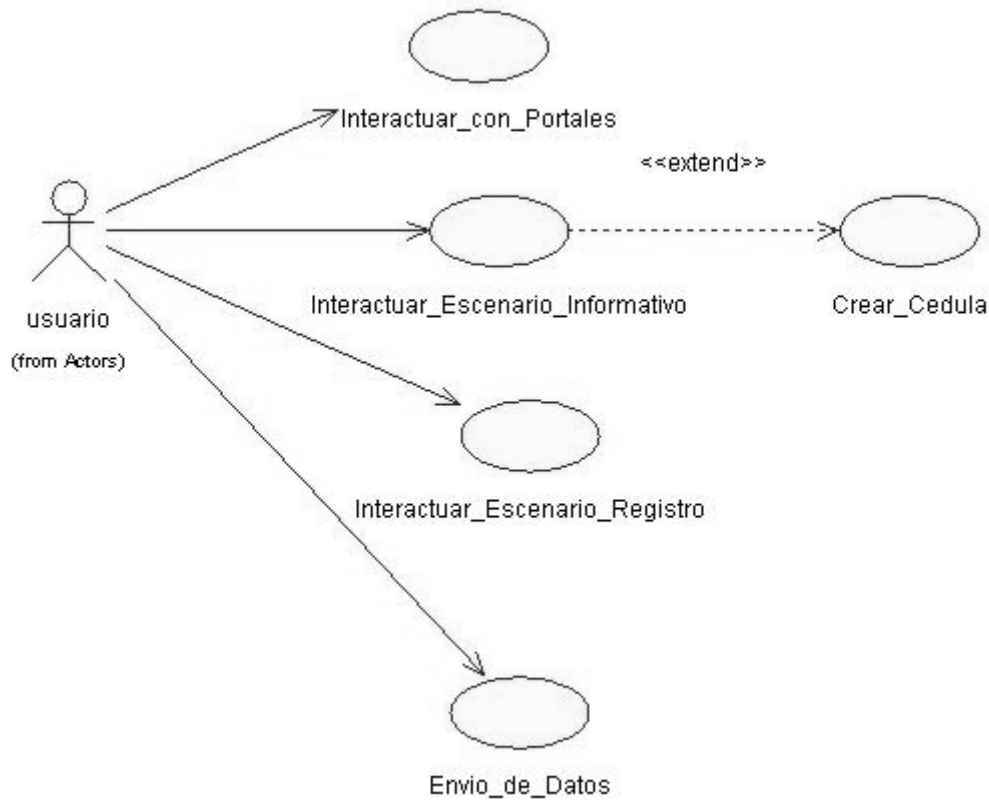 Interactuar_con_Portales
<<extend>>
Interactuar_Escenario_Informativo
Crear_Cedula
usuario
(from Actors)
Interactuar_Escenario_Registro
Envio_de_Datos